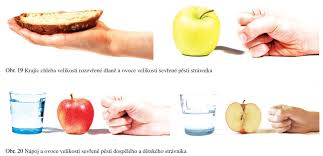 Obr. 19 Krajíc chleba velikosti rozevřené dlaně a ovoce velikosti sevřené pěsti strávníka
Obr. 20 Nápoj a ovoce velikosti sevřené pěsti dospělého a dětského strávníka